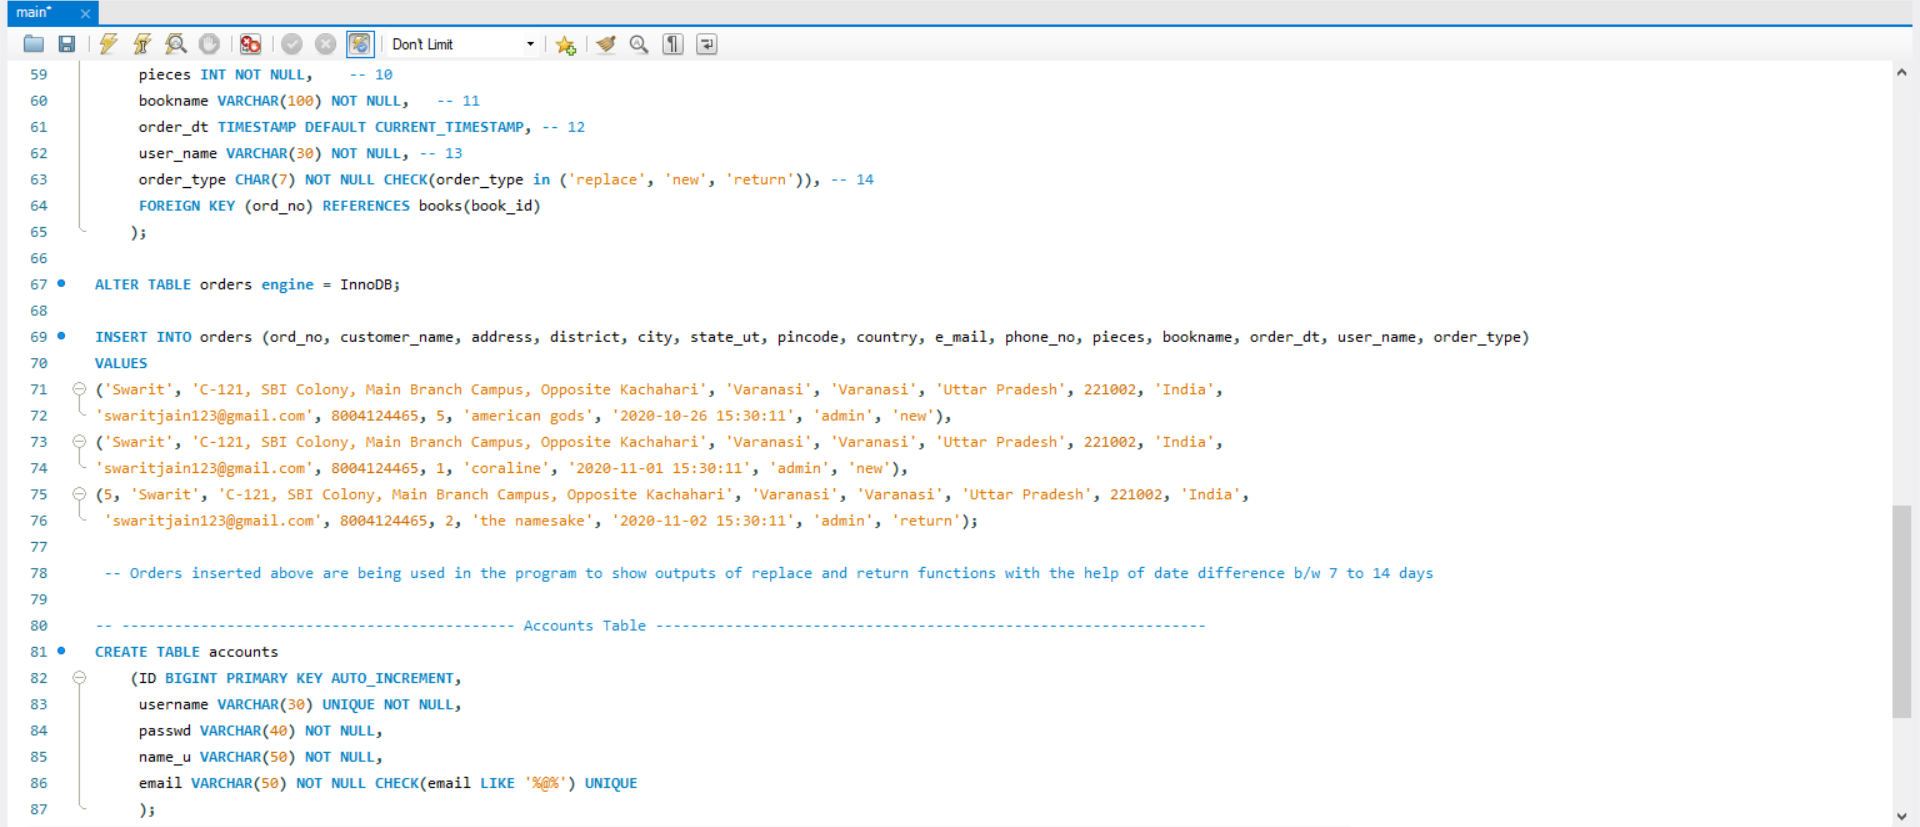 main*
Don't Limit
59 pieces INT NOT NULL, -- 10
60 bookname VARCHAR(100) NOT NULL, -- 11
61 order_dt TIMESTAMP DEFAULT CURRENT_TIMESTAMP, -- 12
62 user_name VARCHAR(30) NOT NULL, -- 13
63 order_type CHAR(7) NOT NULL CHECK(order_type in ('replace', 'new', 'return')), -- 14
64 FOREIGN KEY (ord_no) REFERENCES books(book_id)
65 );
66
67 ALTER TABLE orders engine = InnoDB;
68
69 INSERT INTO orders (ord_no, customer_name, address, district, city, state_ut, pincode, country, e_mail, phone_no, pieces, bookname, order_dt, user_name, order_type)
70 VALUES
71 ('Swarit', 'C-121, SBI Colony, Main Branch Campus, Opposite Kachahari', 'Varanasi', 'Varanasi', 'Uttar Pradesh', 221002, 'India',
72 'swaritjain123@gmail.com', 8004124465, 5, 'american gods', '2020-10-26 15:30:11', 'admin', 'new'),
73 ('Swarit', 'C-121, SBI Colony, Main Branch Campus, Opposite Kachahari', 'Varanasi', 'Varanasi', 'Uttar Pradesh', 221002, 'India',
74 'swaritjain123@gmail.com', 8004124465, 1, 'coraline', '2020-11-01 15:30:11', 'admin', 'new'),
75 (5, 'Swarit', 'C-121, SBI Colony, Main Branch Campus, Opposite Kachahari', 'Varanasi', 'Varanasi', 'Uttar Pradesh', 221002, 'India',
76 'swaritjain123@gmail.com', 8004124465, 2, 'the namesake', '2020-11-02 15:30:11', 'admin', 'return');
77
78 -- Orders inserted above are being used in the program to show outputs of replace and return functions with the help of date difference b/w 7 to 14 days
79
80 -- --------------------------------------------- Accounts Table ---------------------------------------------------------------
81 CREATE TABLE accounts
82 (ID BIGINT PRIMARY KEY AUTO_INCREMENT,
83 username VARCHAR(30) UNIQUE NOT NULL,
84 passwd VARCHAR(40) NOT NULL,
85 name_u VARCHAR(50) NOT NULL,
86 email VARCHAR(50) NOT NULL CHECK(email LIKE '%@%') UNIQUE
87 );